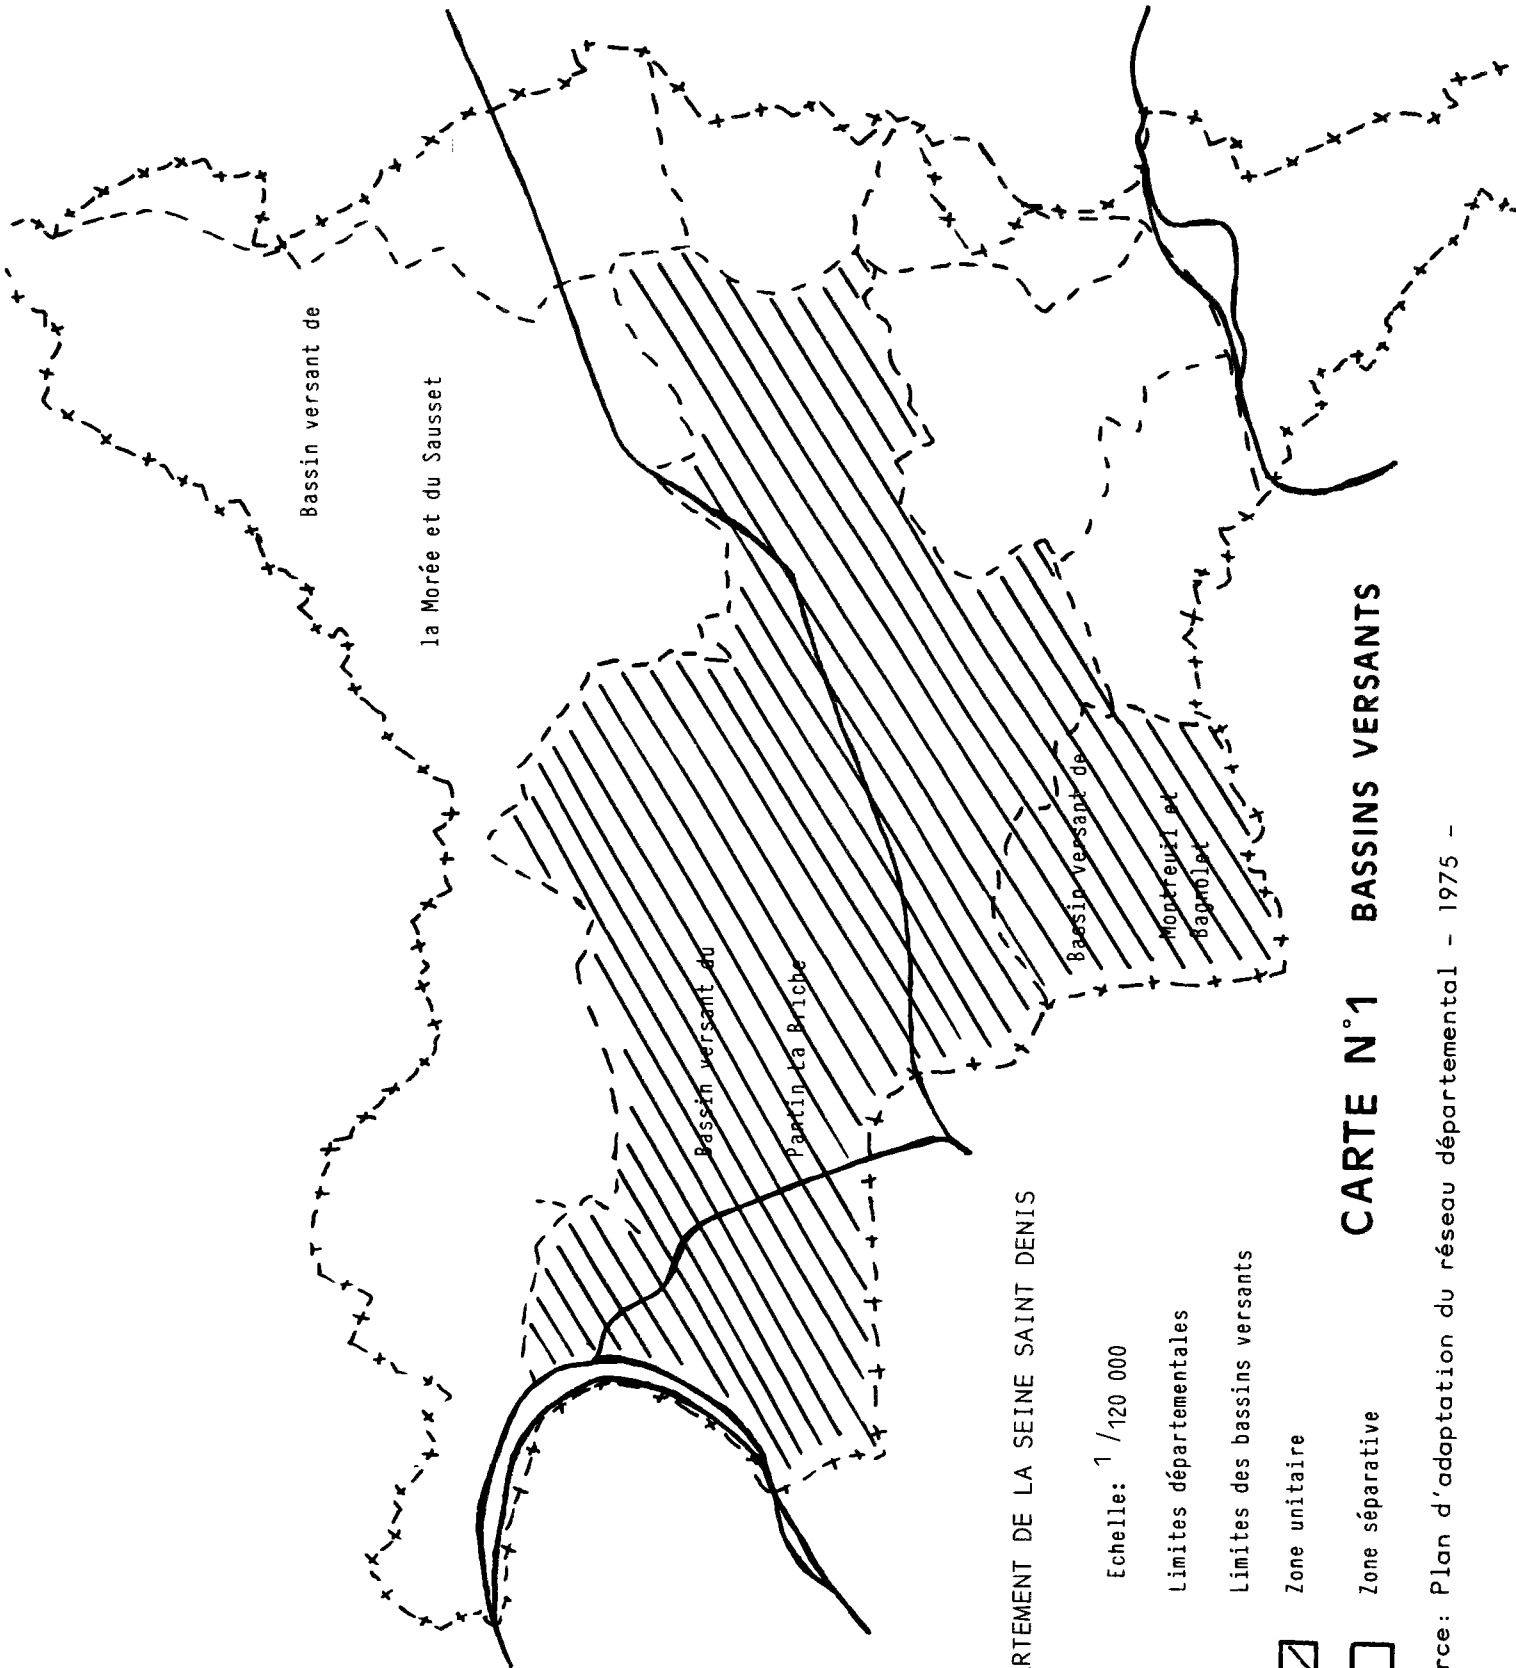 Bassin versant de
la Morée et du Sausset
Bassin versant du
Pantin La Briche
Bassin versant de
Montreuil et
Bagnolet
RTEMENT DE LA SEINE SAINT DENIS
Echelle: 1 /120 000
Limites départementales
Limites des bassins versants
Zone unitaire
Zone séparative
CARTE N°1 BASSINS VERSANTS
rce: Plan d'adaptation du réseau départemental - 1975 -